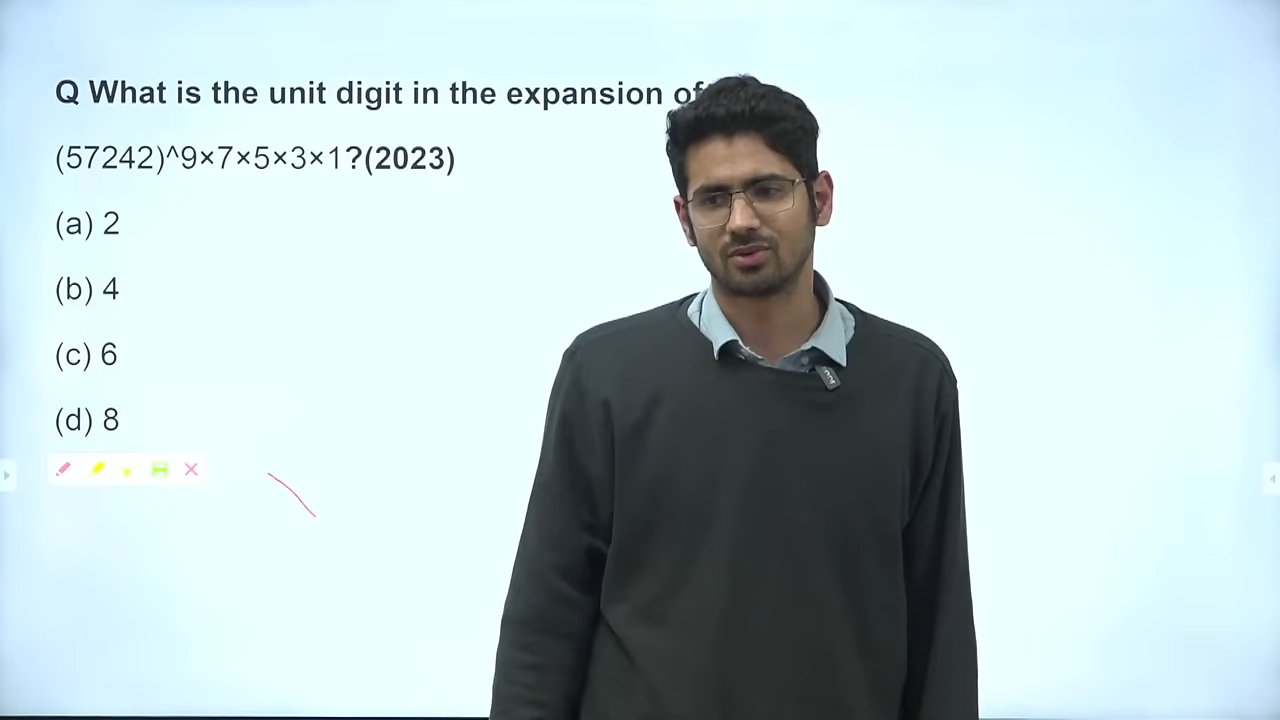 Q What is the unit digit in the expansion of
(57242)^9×7×5×3×1?(2023)
(a) 2
(b) 4
(c) 6
(d) 8